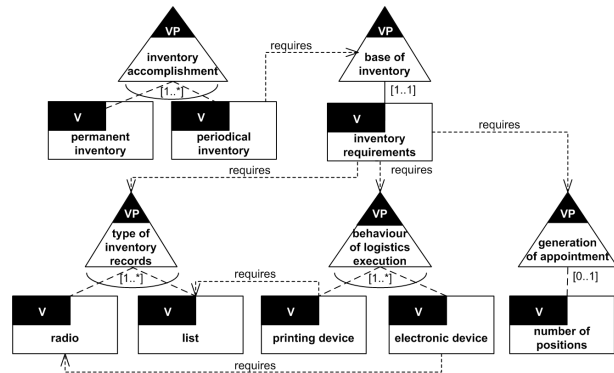 VP
inventory
accomplishment
[1..*]
requires
VP
base of
inventory
[1..1]
V
permanent
inventory
V
periodical
inventory
V
inventory
requirements
requires
requires
requires
VP
type of
inventory
records
[1..*]
VP
behaviour
of logistics
execution
[1..*]
VP
generation
of appointment
[0..1]
requires
V
radio
V
list
V
printing device
V
electronic device
V
number of
positions
requires